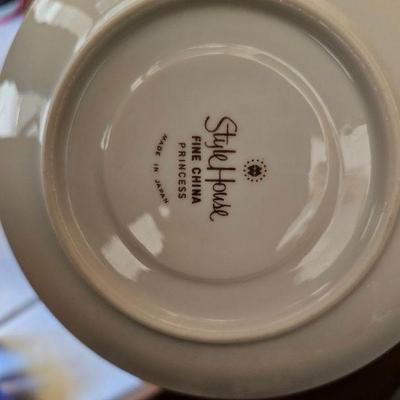 Style House
FINE CHINA
PRINCESS
MADE IN JAPAN